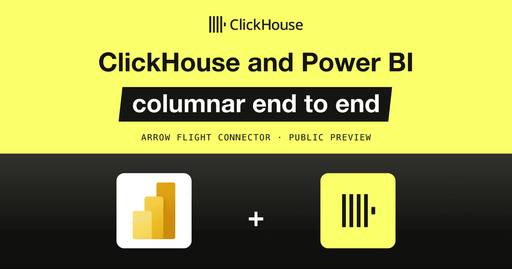 ClickHouse
ClickHouse and Power BI
columnar end to end
ARROW FLIGHT CONNECTOR · PUBLIC PREVIEW
+